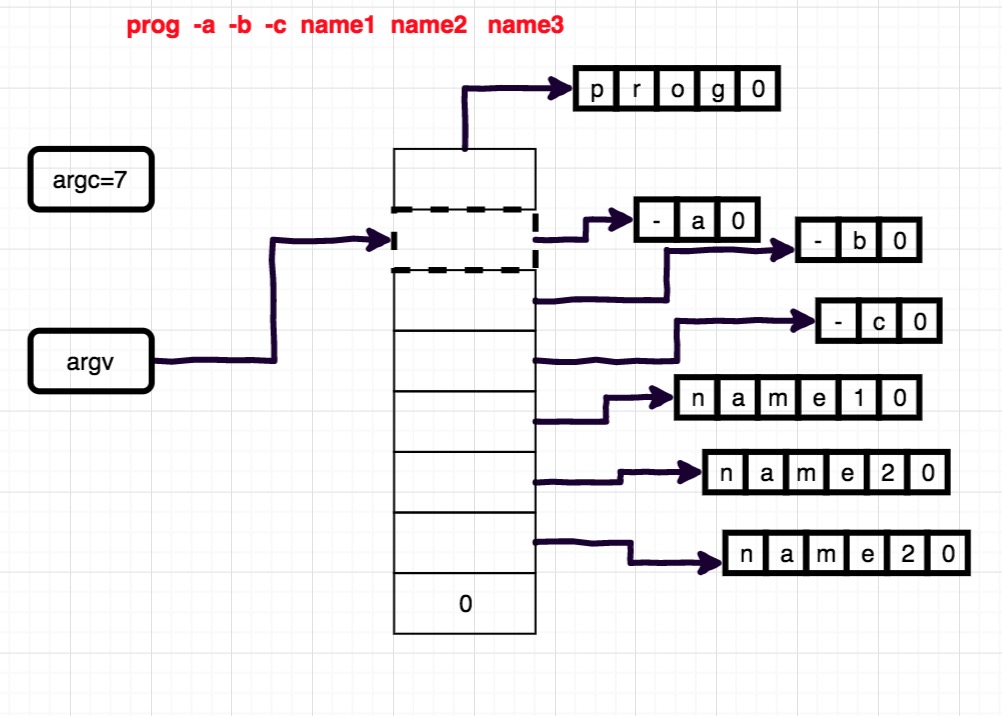 prog -a -b -c name1 name2 name3
p r o g 0
argc=7
- a 0
- b 0
- c 0
argv
n a m e 1 0
n a m e 2 0
n a m e 2 0
0